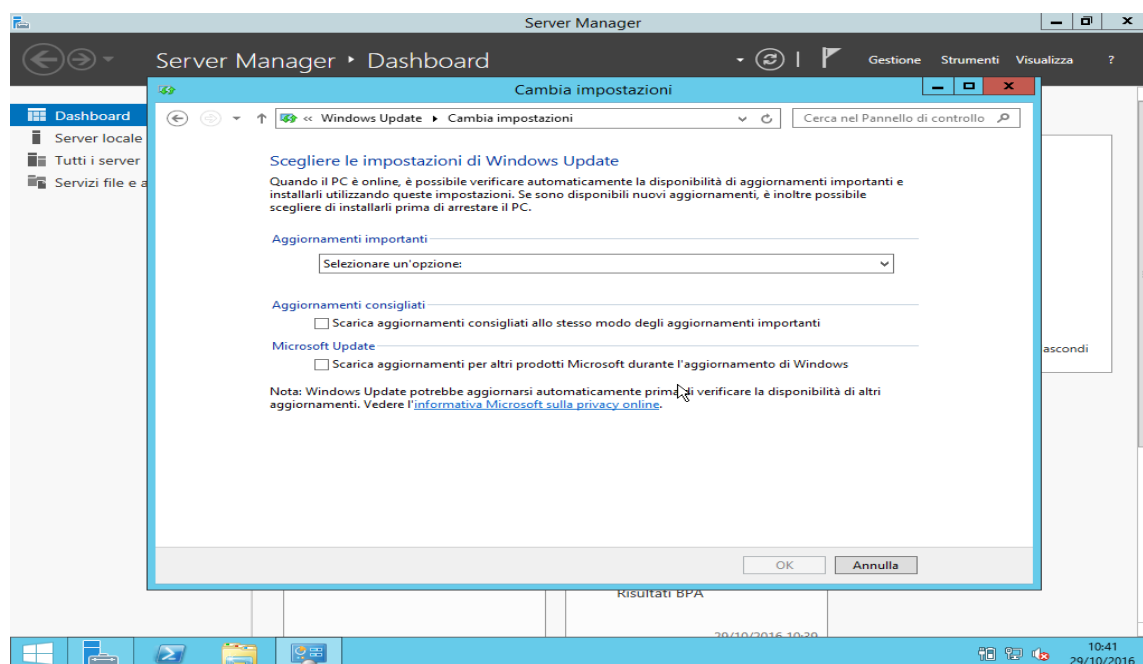 Server Manager
Server Manager ‣ Dashboard
Gestione Strumenti Visualizza ?
Cambia impostazioni
Dashboard
Server locale
Tutti i server
Servizi file e a
« Windows Update ▸ Cambia impostazioni
Cerca nel Pannello di controllo
Scegliere le impostazioni di Windows Update
Quando il PC è online, è possibile verificare automaticamente la disponibilità di aggiornamenti importanti e
installarli utilizzando queste impostazioni. Se sono disponibili nuovi aggiornamenti, è inoltre possibile
scegliere di installarli prima di arrestare il PC.
Aggiornamenti importanti
Selezionare un'opzione:
Aggiornamenti consigliati
Scarica aggiornamenti consigliati allo stesso modo degli aggiornamenti importanti
Microsoft Update
Scarica aggiornamenti per altri prodotti Microsoft durante l'aggiornamento di Windows
Nota: Windows Update potrebbe aggiornarsi automaticamente prima di verificare la disponibilità di altri
aggiornamenti. Vedere l'informativa Microsoft sulla privacy online.
ascondi
OK Annulla
Risultati BPA
29/10/2016 10:39
10:41
29/10/2016